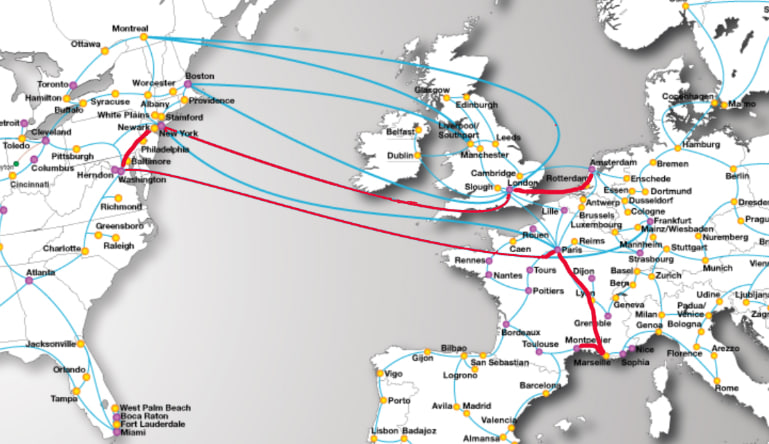 Montreal
Ottawa
Toronto
Hamilton
Buffalo
Syracuse
Worcester
Boston
Albany
Providence
White Plains
Stamford
Newark
New York
Philadelphia
Baltimore
Herndon
Washington
etroit
Toledo
Cleveland
Pittsburgh
Columbus
Cincinnati
Richmond
Greensboro
Raleigh
Charlotte
Atlanta
Jacksonville
Orlando
Tampa
West Palm Beach
Boca Raton
Fort Lauderdale
Miami
Glasgow
Edinburgh
Belfast
Dublin
Liverpool/
Southport
Leeds
Manchester
Cambridge
Slough
London
Copenhagen
Malmo
Hamburg
Amsterdam
Rotterdam
Bremen
Berlin
Enschede
Essen
Dortmund
Dusseldorf
Cologne
Antwerp
Brussels
Luxembourg
Lille
Frankfurt
Mainz/Wiesbaden
Mannheim
Nuremberg
Stuttgart
Strasbourg
Munich
Dresde
Pragu
Vien
Rouen
Caen
Reims
Paris
Rennes
Nantes
Tours
Poitiers
Dijon
Basel
Bern
Zurich
Geneva
Lyo
Grenoble
Bordeaux
Toulouse
Montpelier
Marseille
Nice
Sophia
Milan
Genoa
Padua/
Venice
Bologna
Udine
Ljubljan
Zagr
Florence
Arezzo
Rome
Bilbao
Gijon
San Sebastian
Logrono
Vigo
Porto
Avila
Madrid
Barcelona
Valencia
Almansa
Lisbon
Badajoz